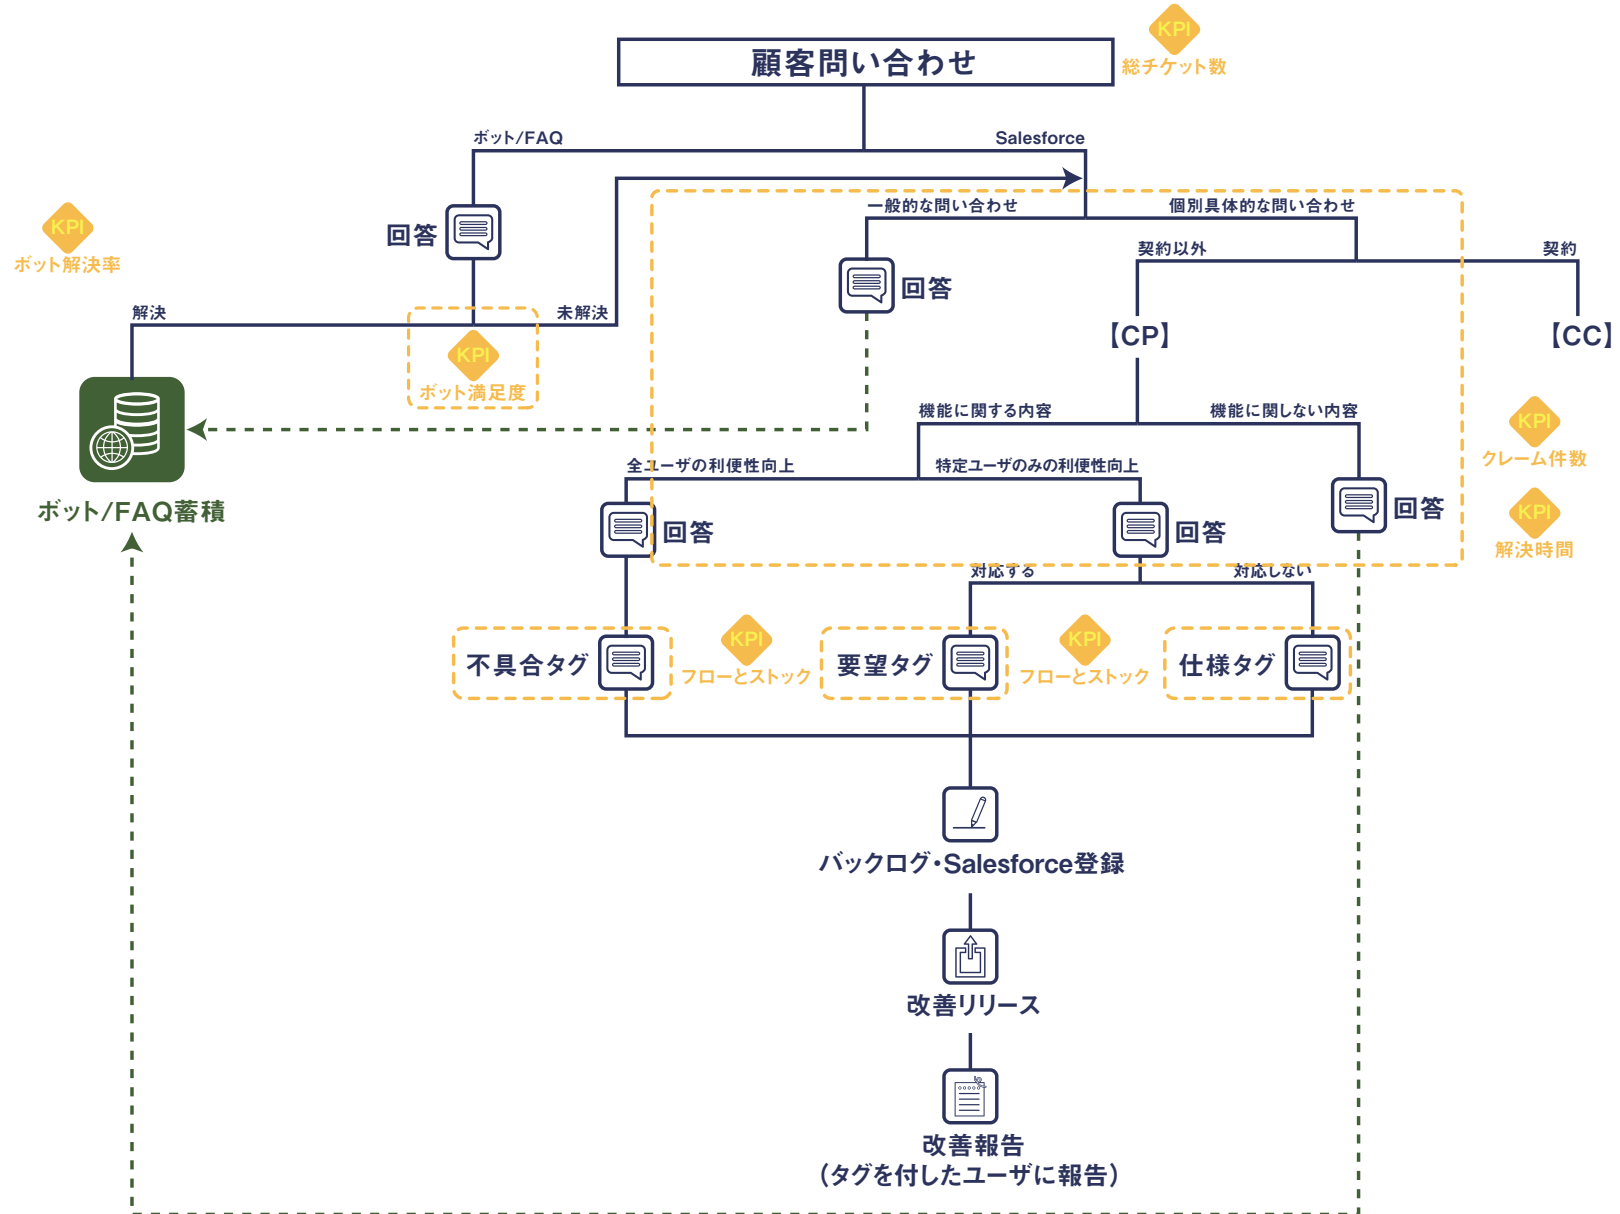 KPI
総チケット数
顧客問い合わせ
ボット/FAQ
Salesforce
一般的な問い合わせ
個別具体的な問い合わせ
KPI
ボット解決率
回答
契約以外
契約
回答
解決
未解決
【CP】
【CC】
KPI
ボット満足度
機能に関する内容
機能に関しない内容
KPI
クレーム件数
全ユーザの利便性向上
特定ユーザのみの利便性向上
ボット/FAQ蓄積
回答
回答
回答
KPI
解決時間
対応する
対応しない
不具合タグ
KPI
フローとストック
要望タグ
KPI
フローとストック
仕様タグ
バックログ・Salesforce登録
改善リリース
改善報告
（タグを付したユーザに報告）